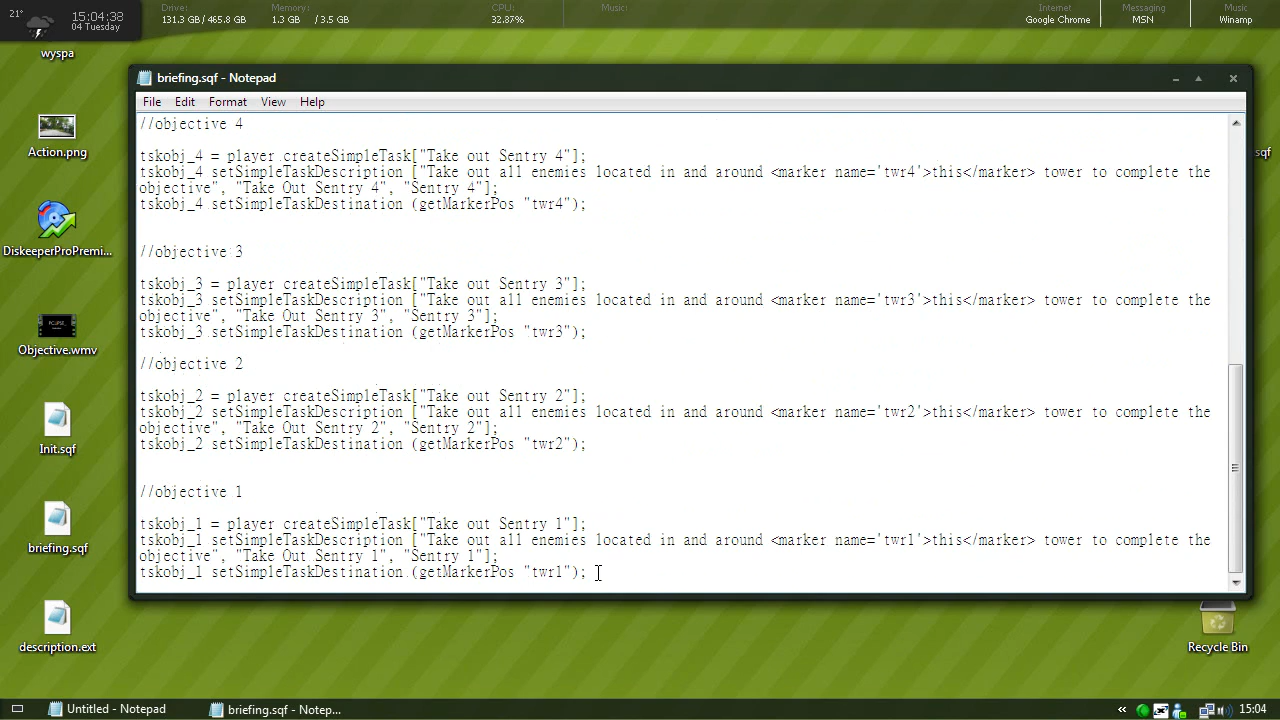 21°
15:04:38
04 Tuesday
Drive:
131.3 GB / 465.8 GB
Memory:
1.3 GB / 3.5 GB
CPU:
32.87%
Music:
Internet
Google Chrome
Messaging
MSN
Music
Winamp
wyspa
Action.png
DiskeeperProPremi...
Objective.wmv
Init.sqf
briefing.sqf
description.ext
sqf
Recycle Bin
briefing.sqf - Notepad
File Edit Format View Help
//objective 4
tskobj_4 = player createSimpleTask["Take out Sentry 4"];
tskobj_4 setSimpleTaskDescription ["Take out all enemies located in and around <marker name='twr4'>this</marker> tower to complete the
objective", "Take Out Sentry 4", "Sentry 4"];
tskobj_4 setSimpleTaskDestination (getMarkerPos "twr4");
//objective 3
tskobj_3 = player createSimpleTask["Take out Sentry 3"];
tskobj_3 setSimpleTaskDescription ["Take out all enemies located in and around <marker name='twr3'>this</marker> tower to complete the
objective", "Take Out Sentry 3", "Sentry 3"];
tskobj_3 setSimpleTaskDestination (getMarkerPos "twr3");
//objective 2
tskobj_2 = player createSimpleTask["Take out Sentry 2"];
tskobj_2 setSimpleTaskDescription ["Take out all enemies located in and around <marker name='twr2'>this</marker> tower to complete the
objective", "Take Out Sentry 2", "Sentry 2"];
tskobj_2 setSimpleTaskDestination (getMarkerPos "twr2");
//objective 1
tskobj_1 = player createSimpleTask["Take out Sentry 1"];
tskobj_1 setSimpleTaskDescription ["Take out all enemies located in and around <marker name='twr1'>this</marker> tower to complete the
objective", "Take Out Sentry 1", "Sentry 1"];
tskobj_1 setSimpleTaskDestination (getMarkerPos "twr1");
Untitled - Notepad
briefing.sqf - Notep...
15:04